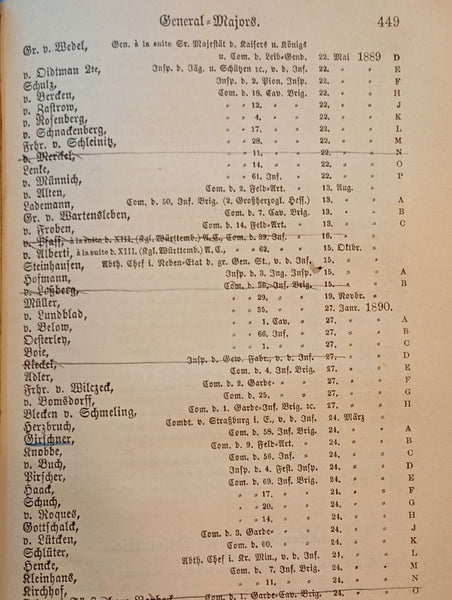 General-Majors. 449
Gr. v. Wedel, Gen. à la suite Sr. Majestät d. Kaisers u. Königs
u. Com. d. Leib-Gend. 22. Mai 1889 D
v. Oidtman 2te, Insp. d. Jäg. u. Schützen ꝛc., v. d. Inf. 22. " " E
Schulz, Insp. d. 2. Pion. Insp. 22. " " F
v. Bercken, Com. d. 18. Cav. Brig. 22. " " H
v. Zastrow, " " 12. " " 22. " " J
v. Rosenberg, " " 4. " " 22. " " K
v. Schnackenberg, " " 17. " " 22. " " L
Frhr. v. Schleinitz, " " 28. " " 22. " " M
v. Merckel, " " 11. " " 22. " " N
Lenke, " " 14. " " 22. " " O
v. Münnich, " " 61. Inf. " 22. " " P
v. Alten, Com. d. 2. Feld-Art. " 13. Aug. "
Lademann, Com. d. 50. Inf. Brig. (2. Großherzogl. Hess.) 13. " " A
Gr. v. Wartensleben, Com. d. 7. Cav. Brig. 13. " " B
v. Froben, Com. d. 14. Feld-Art. " 13. " " C
v. Pfaff, à la suite d. XIII. (Kgl. Württemb.) A. C., Com. d. 39. Inf. " 16. " "
v. Alberti, à la suite d. XIII. (Kgl. Württemb.) A. C., " " 62. " " 15. Oktbr. "
Steinhausen, Abth. Chef i. Neben-Etat d. gr. Gen. St., v. d. Inf. 15. " "
Hofmann, Insp. d. 3. Ing. Insp. 15. " " A
v. Loßberg, Com. d. 36. Inf. Brig. 15. " " B
Müller, " " 29. " " 19. Novbr. "
v. Lundblad, " " 35. " " 27. Janr. 1890.
v. Below, " " 1. Cav. " 27. " " A
Oesterley, " " 66. Inf. " 27. " " B
Boie, " " 1. " " 27. " " C
Insp. d. Gew. Fabr., v. d. Inf. 27. " " D
Adler, Com. d. 4. Inf. Brig. 27. " " E
Frhr. v. Wilczeck, Com. d. 2. Garde- " " 27. " " F
v. Bomsdorff, Com. d. 25. " " 27. " " G
Blecken v. Schmeling, Com. d. 1. Garde-Inf. Brig. ꝛc. 27. " " H
Herzbruch, Comdt. v. Straßburg i. E., v. d. Inf. 24. März "
Girschner, Com. d. 58. Inf. Brig. 24. " " A
Knobbe, Com. d. 9. Feld-Art. " 24. " " B
v. Buch, Com. d. 56. Inf. " 24. " " C
Pirscher, Insp. d. 4. Fest. Insp. 24. " " D
Haack, Com. d. 69. Inf. Brig. 24. " " E
Schuch, " " 17. " " 24. " " F
v. Roques, " " 20. " " 24. " " G
Gottschalck, " " 14. " " 24. " " H
v. Lütcken, Com. d. 3. Garde- " " 24. " " J
Schlüter, Com. d. 60. " " 24. " " K
Hencke, Abth. Chef i. Kr. Min., v. d. Inf. 24. " " L
Kleinhans, Com. d. 7. Inf. Brig. 24. " " M
Kirchhof, " " 11. " " 24. " " N
Com. d. 1. Garde-Cav. Brig. 24. " " O